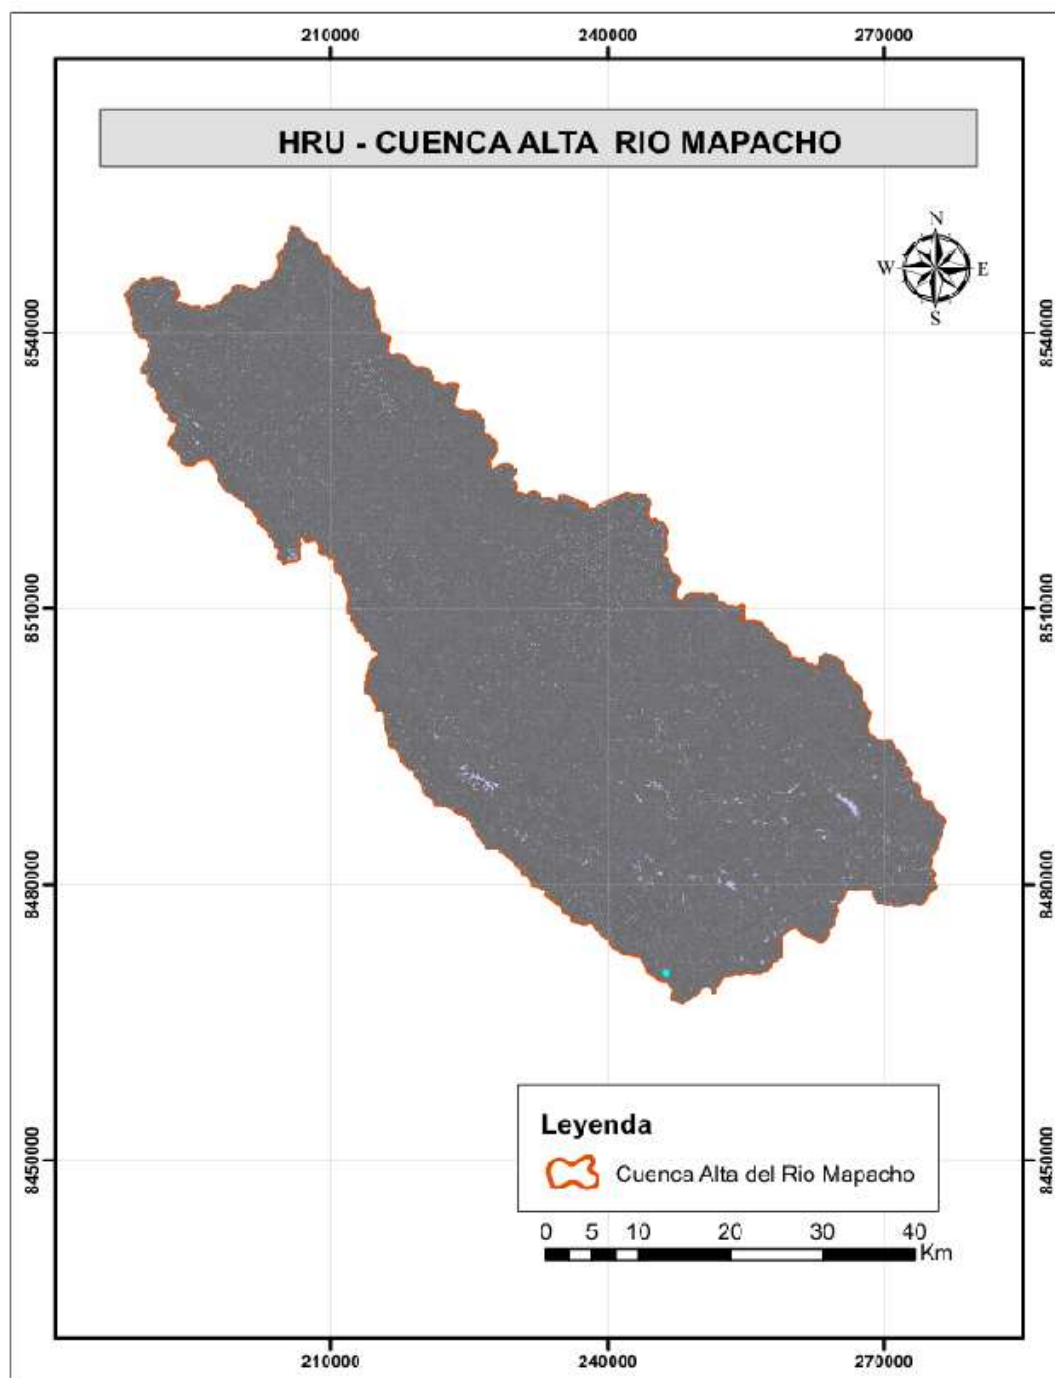 210000 240000 270000
HRU - CUENCA ALTA RIO MAPACHO
N
W E
S
8540000 8540000
8510000 8510000
8480000 8480000
8450000 8450000
Leyenda
Cuenca Alta del Rio Mapacho
0 5 10 20 30 40
Km
210000 240000 270000